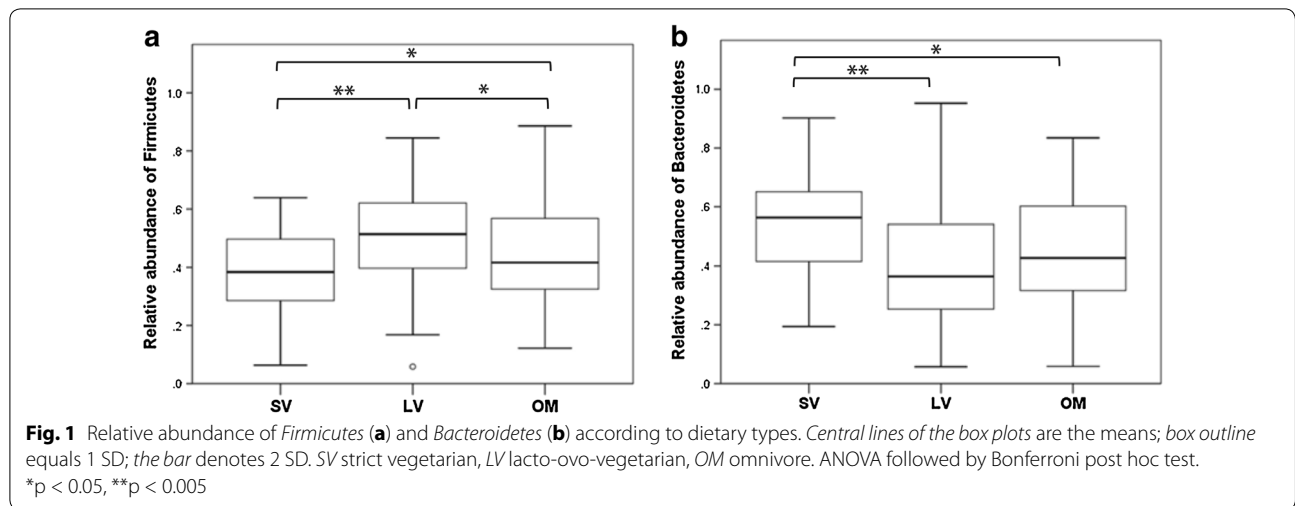 a
Relative abundance of Firmicutes
1.0
.8
.6
.4
.2
.0
**
*
*
SV LV OM
b
Relative abundance of Bacteroidetes
1.0
.8
.6
.4
.2
.0
**
*
SV LV OM
Fig. 1 Relative abundance of Firmicutes (a) and Bacteroidetes (b) according to dietary types. Central lines of the box plots are the means; box outline
equals 1 SD; the bar denotes 2 SD. SV strict vegetarian, LV lacto-ovo-vegetarian, OM omnivore. ANOVA followed by Bonferroni post hoc test.
*p < 0.05, **p < 0.005